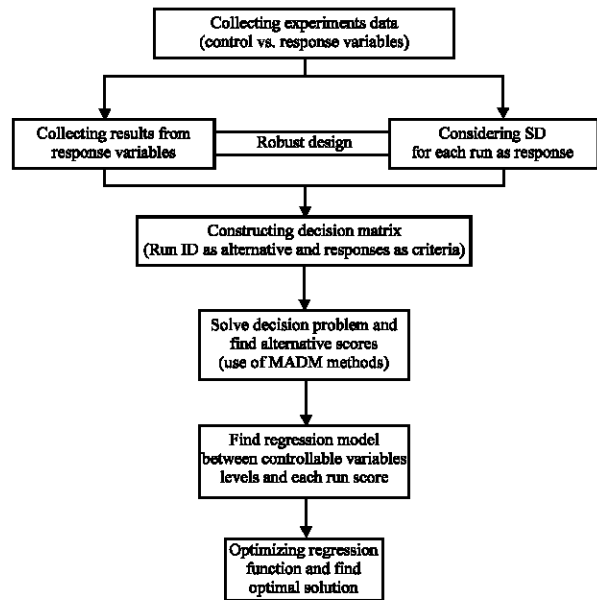 Collecting experiments data
(control vs. response variables)
Collecting results from
response variables
Robust design
Considering SD
for each run as response
Constructing decision matrix
(Run ID as alternative and responses as criteria)
Solve decision problem and
find alternative scores
(use of MADM methods)
Find regression model
between controllable variables
levels and each run score
Optimizing regression
function and find
optimal solution